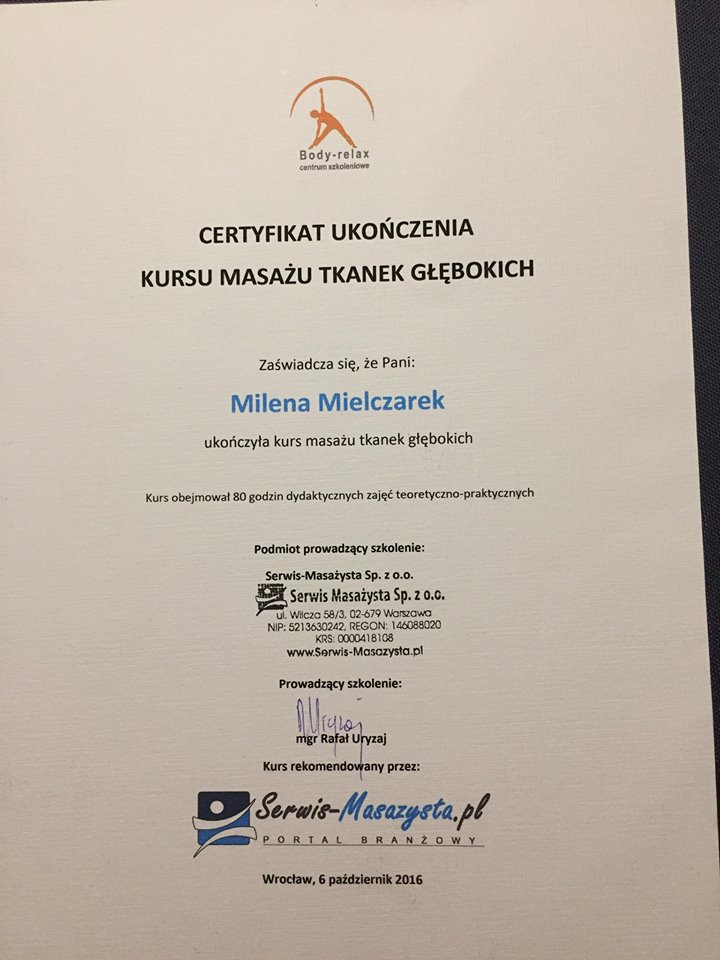 Body-relax
centrum szkoleniowe
CERTYFIKAT UKOŃCZENIA
KURSU MASAŻU TKANEK GŁĘBOKICH
Zaświadcza się, że Pani:
Milena Mielczarek
ukończyła kurs masażu tkanek głębokich
Kurs obejmował 80 godzin dydaktycznych zajęć teoretyczno-praktycznych
Podmiot prowadzący szkolenie:
Serwis-Masażysta Sp. z o.o.
Serwis Masażysta Sp. z o.o.
ul. Wilcza 58/3, 02-679 Warszawa
NIP: 5213630242, REGON: 146088020
KRS: 0000418108
www.Serwis-Masazysta.pl
Prowadzący szkolenie:
mgr Rafał Uryzaj
Kurs rekomendowany przez:
Serwis-Masazysta.pl
PORTAL BRANŻOWY
Wrocław, 6 październik 2016